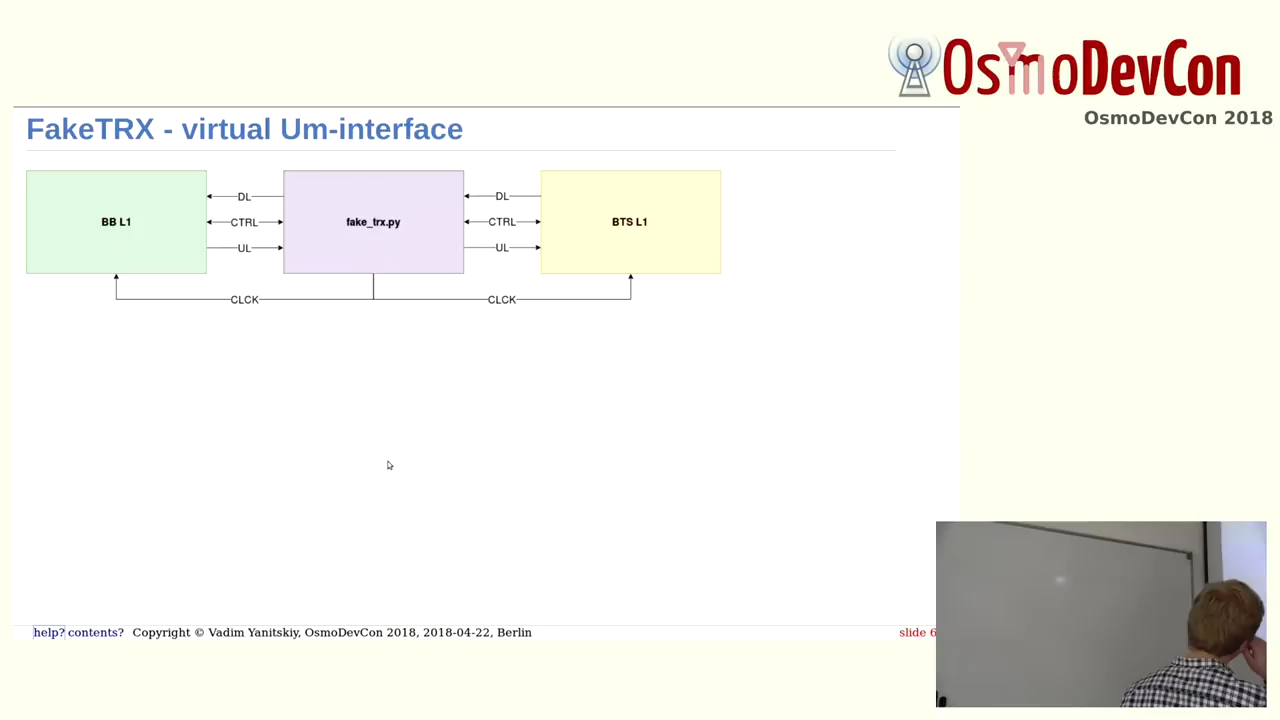 OsmoDevCon
OsmoDevCon 2018
FakeTRX - virtual Um-interface
BB L1
DL
CTRL
UL
fake_trx.py
DL
CTRL
UL
BTS L1
CLCK
CLCK
help? contents? Copyright © Vadim Yanitskiy, OsmoDevCon 2018, 2018-04-22, Berlin
slide 6